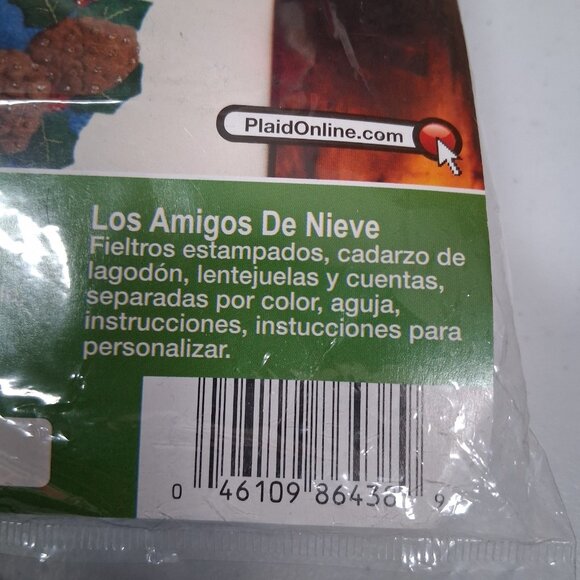 PlaidOnline.com
Los Amigos De Nieve
Fieltros estampados, cadarzo de
lagodón, lentejuelas y cuentas,
separadas por color, aguja,
instrucciones, instucciones para
personalizar.
0 46109 86436 9